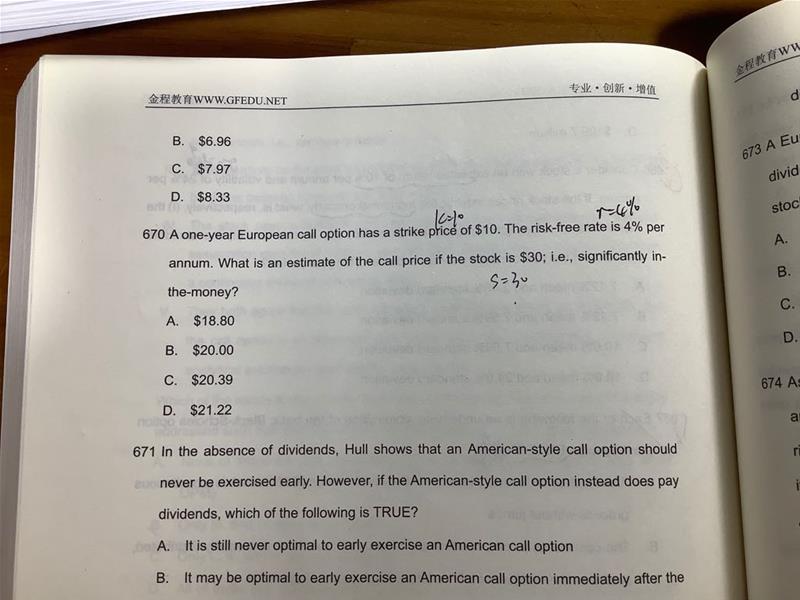 金程教育WWW.GFEDU.NET
专业·创新·增值
B. $6.96
C. $7.97
D. $8.33
K=10
r=4%
670 A one-year European call option has a strike price of $10. The risk-free rate is 4% per
annum. What is an estimate of the call price if the stock is $30; i.e., significantly in-
S=30
the-money?
A. $18.80
B. $20.00
C. $20.39
D. $21.22
671 In the absence of dividends, Hull shows that an American-style call option should
never be exercised early. However, if the American-style call option instead does pay
dividends, which of the following is TRUE?
A. It is still never optimal to early exercise an American call option
B. It may be optimal to early exercise an American call option immediately after the
金程教育WW
d
673 A Eu
divid
stoc
A.
B.
C.
D.
674 As
a
ri